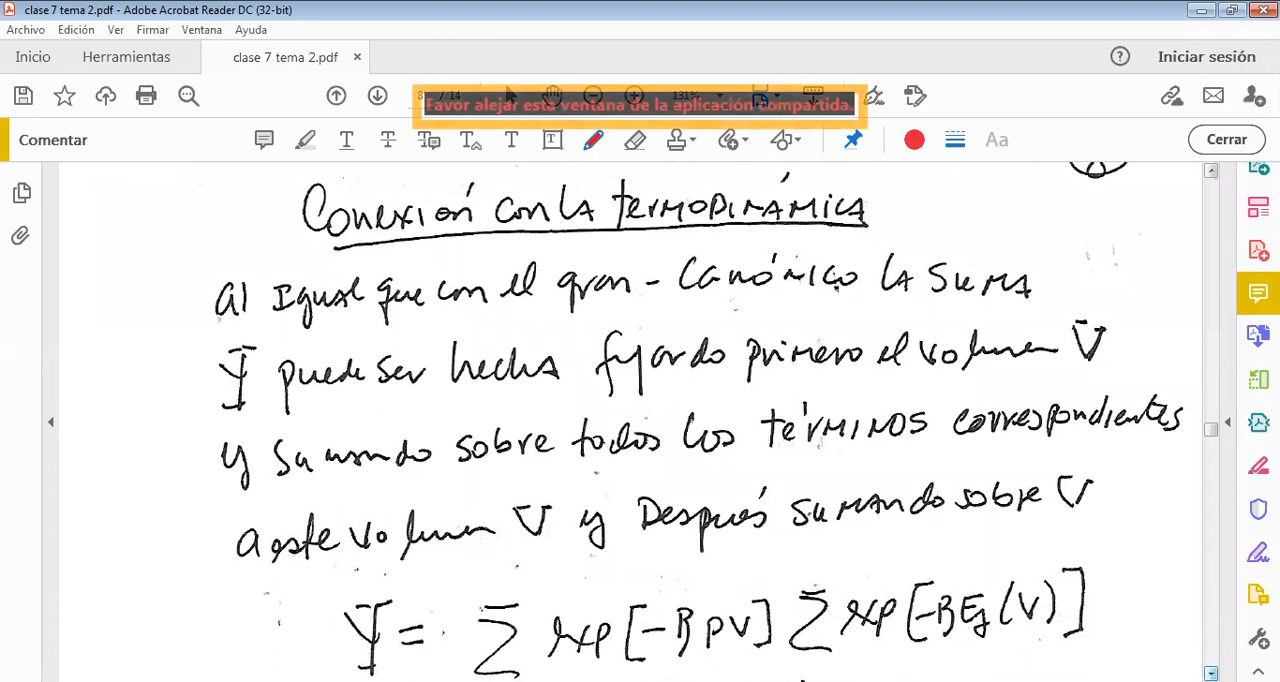 clase 7 tema 2.pdf - Adobe Acrobat Reader DC (32-bit)
Archivo Edición Ver Firmar Ventana Ayuda
Inicio Herramientas clase 7 tema 2.pdf × Iniciar sesión
8 / 14 131%
Favor alejar esta ventana de la aplicación compartida.
Comentar Aa Cerrar
Conexión con la termodinámica
al igual que con el gran-canónico la suma
Ψ puede ser hecha fijando primero el volumen V
y sumando sobre todos los términos correspondientes
a este volumen V y después sumando sobre V
Ψ = Σ exp[-βpV] Σ exp[-βEj(V)]